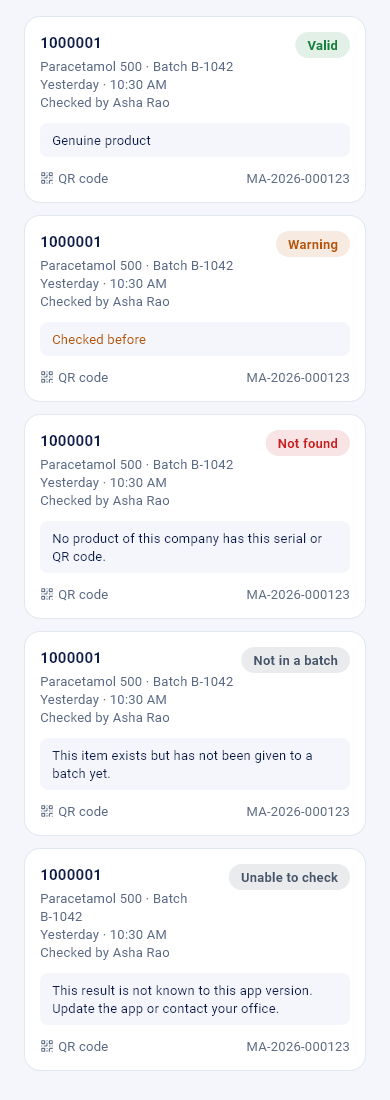 1000001
Valid
Paracetamol 500 · Batch B-1042
Yesterday · 10:30 AM
Checked by Asha Rao
Genuine product
QR code
MA-2026-000123
1000001
Warning
Paracetamol 500 · Batch B-1042
Yesterday · 10:30 AM
Checked by Asha Rao
Checked before
QR code
MA-2026-000123
1000001
Not found
Paracetamol 500 · Batch B-1042
Yesterday · 10:30 AM
Checked by Asha Rao
No product of this company has this serial or
QR code.
QR code
MA-2026-000123
1000001
Not in a batch
Paracetamol 500 · Batch B-1042
Yesterday · 10:30 AM
Checked by Asha Rao
This item exists but has not been given to a
batch yet.
QR code
MA-2026-000123
1000001
Unable to check
Paracetamol 500 · Batch
B-1042
Yesterday · 10:30 AM
Checked by Asha Rao
This result is not known to this app version.
Update the app or contact your office.
QR code
MA-2026-000123